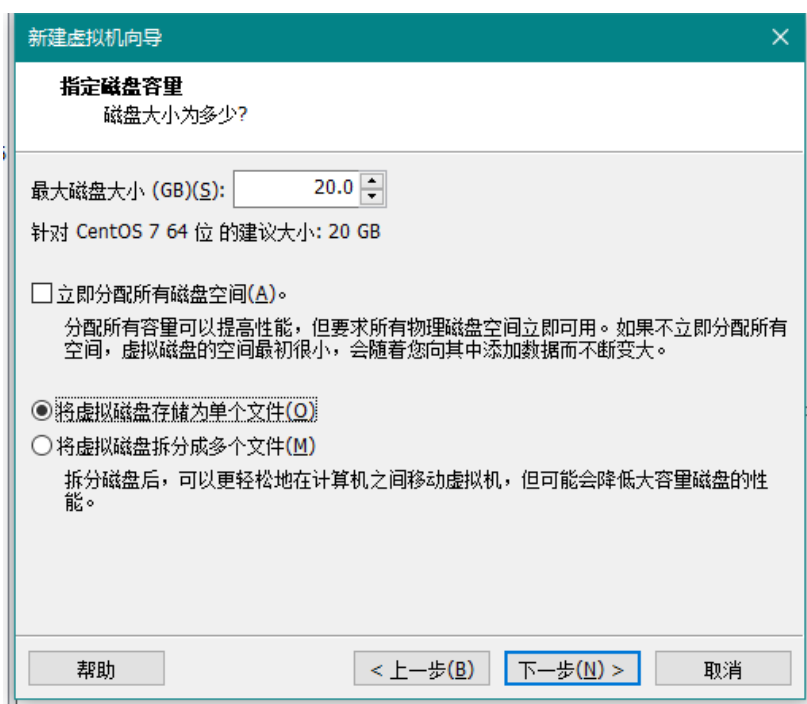 新建虚拟机向导
指定磁盘容量
磁盘大小为多少?
最大磁盘大小 (GB)(S): 20.0
针对 CentOS 7 64 位 的建议大小: 20 GB
立即分配所有磁盘空间(A)。
分配所有容量可以提高性能，但要求所有物理磁盘空间立即可用。如果不立即分配所有
空间，虚拟磁盘的空间最初很小，会随着您向其中添加数据而不断变大。
将虚拟磁盘存储为单个文件(O)
将虚拟磁盘拆分成多个文件(M)
拆分磁盘后，可以更轻松地在计算机之间移动虚拟机，但可能会降低大容量磁盘的性
能。
帮助 < 上一步(B) 下一步(N) > 取消